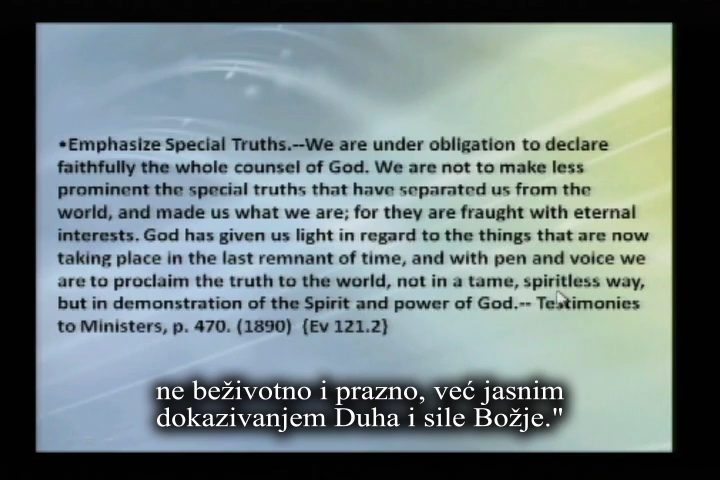 •Emphasize Special Truths.--We are under obligation to declare
faithfully the whole counsel of God. We are not to make less
prominent the special truths that have separated us from the
world, and made us what we are; for they are fraught with eternal
interests. God has given us light in regard to the things that are now
taking place in the last remnant of time, and with pen and voice we
are to proclaim the truth to the world, not in a tame, spiritless way,
but in demonstration of the Spirit and power of God.-- Testimonies
to Ministers, p. 470. (1890) {Ev 121.2}
ne beživotno i prazno, već jasnim
dokazivanjem Duha i sile Božje."